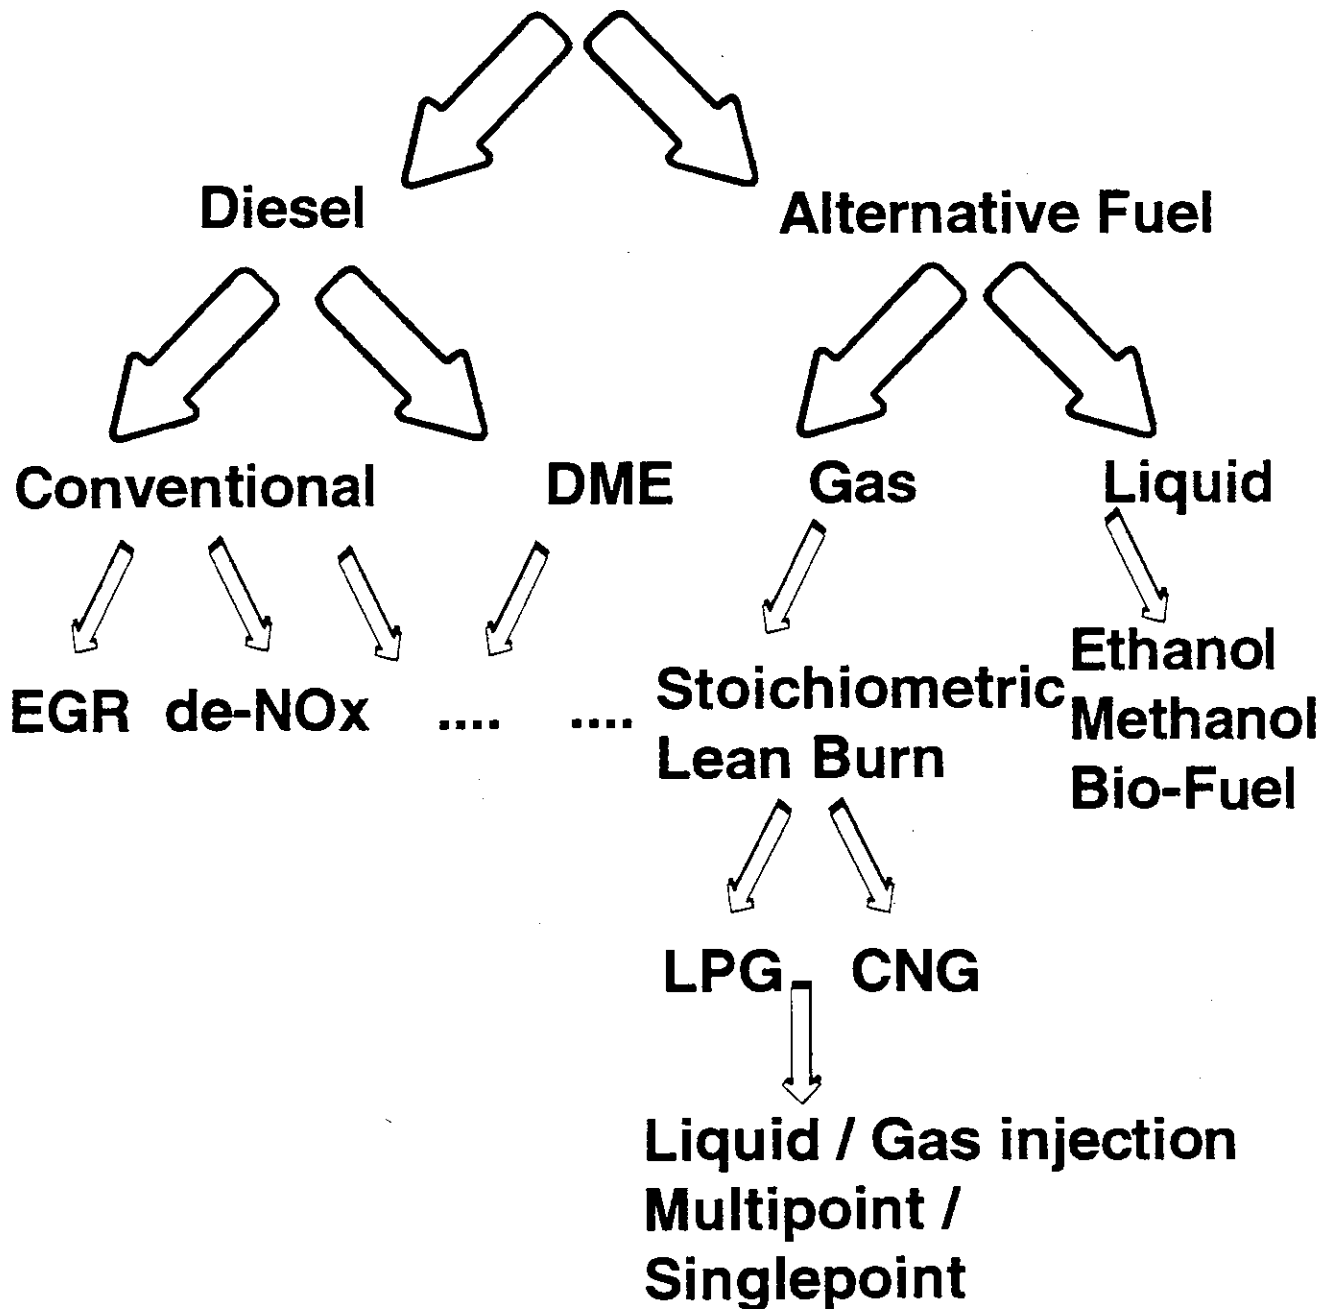 Diesel
Alternative Fuel
Conventional
DME
Gas
Liquid
EGR
de-NOx
....
....
Stoichiometric
Lean Burn
Ethanol
Methanol
Bio-Fuel
LPG
CNG
Liquid / Gas injection
Multipoint /
Singlepoint